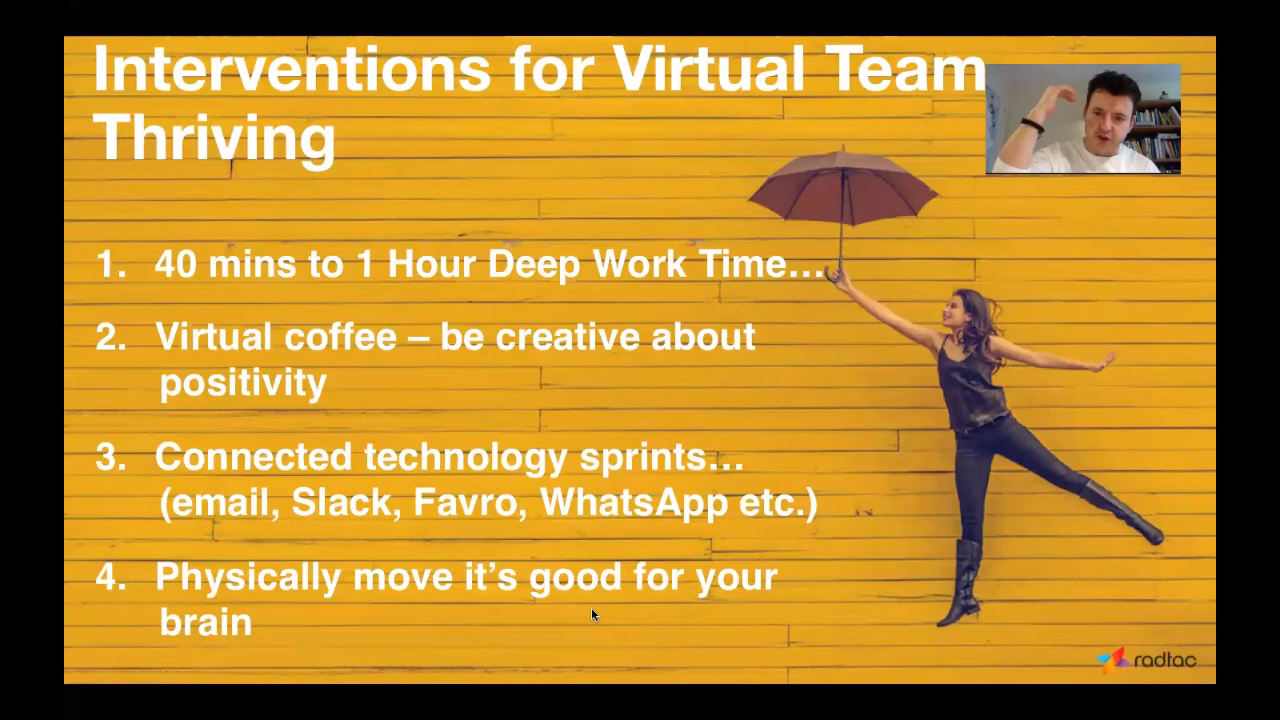 Interventions for Virtual Team
Thriving
1. 40 mins to 1 Hour Deep Work Time…
2. Virtual coffee – be creative about
positivity
3. Connected technology sprints…
(email, Slack, Favro, WhatsApp etc.)
4. Physically move it’s good for your
brain
radtac